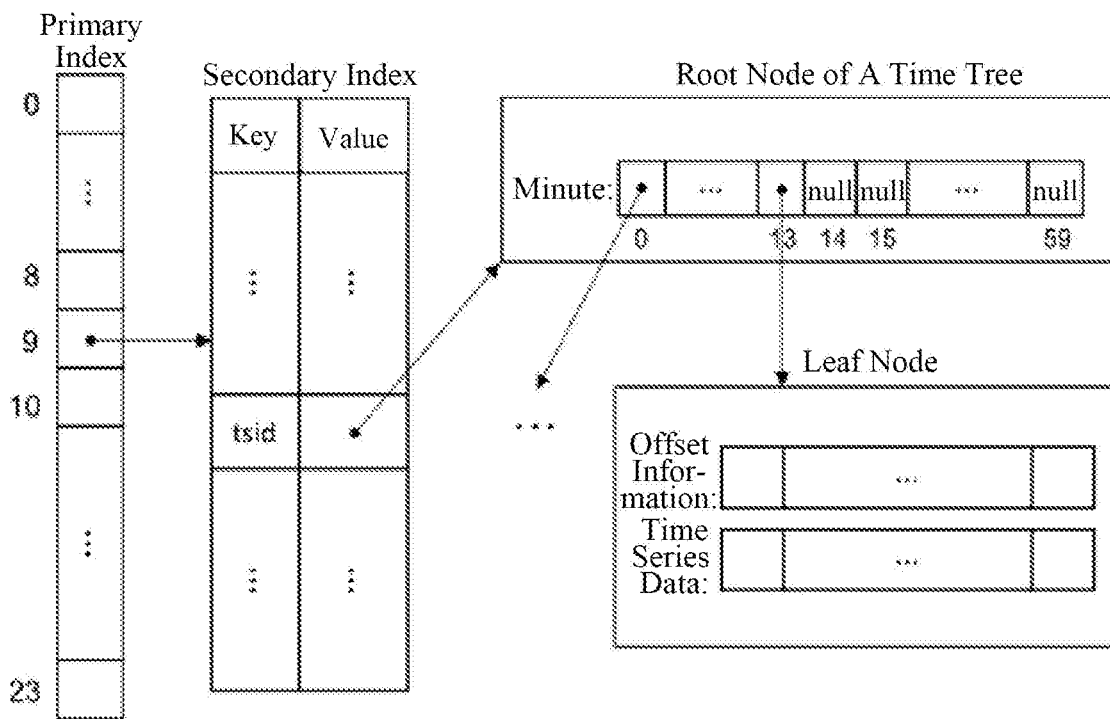 Primary
Index
0
...
8
9
10
...
23
Secondary Index
Key Value
... ...
tsid
... ...
Root Node of A Time Tree
Minute: ... null null ... null
0 13 14 15 59
...
Leaf Node
Offset
Infor-
mation: ...
Time
Series
Data: ...